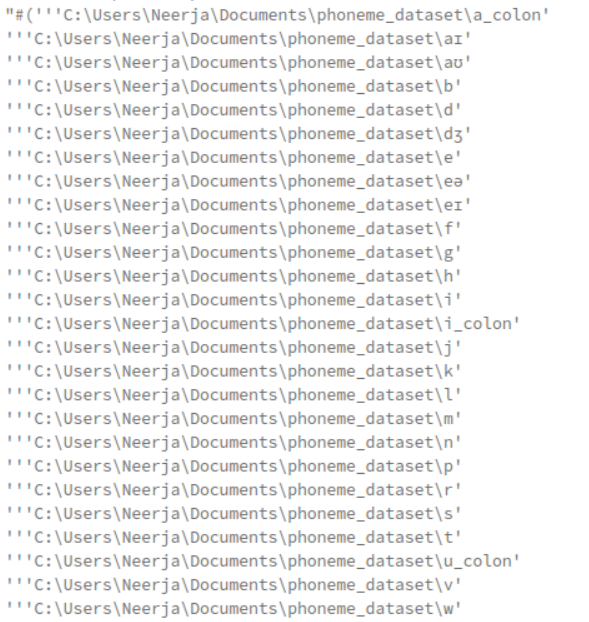 "#('''C:\Users\Neerja\Documents\phoneme_dataset\a_colon'
'''C:\Users\Neerja\Documents\phoneme_dataset\aɪ'
'''C:\Users\Neerja\Documents\phoneme_dataset\aʊ'
'''C:\Users\Neerja\Documents\phoneme_dataset\b'
'''C:\Users\Neerja\Documents\phoneme_dataset\d'
'''C:\Users\Neerja\Documents\phoneme_dataset\dʒ'
'''C:\Users\Neerja\Documents\phoneme_dataset\e'
'''C:\Users\Neerja\Documents\phoneme_dataset\eə'
'''C:\Users\Neerja\Documents\phoneme_dataset\eɪ'
'''C:\Users\Neerja\Documents\phoneme_dataset\f'
'''C:\Users\Neerja\Documents\phoneme_dataset\g'
'''C:\Users\Neerja\Documents\phoneme_dataset\h'
'''C:\Users\Neerja\Documents\phoneme_dataset\i'
'''C:\Users\Neerja\Documents\phoneme_dataset\i_colon'
'''C:\Users\Neerja\Documents\phoneme_dataset\j'
'''C:\Users\Neerja\Documents\phoneme_dataset\k'
'''C:\Users\Neerja\Documents\phoneme_dataset\l'
'''C:\Users\Neerja\Documents\phoneme_dataset\m'
'''C:\Users\Neerja\Documents\phoneme_dataset\n'
'''C:\Users\Neerja\Documents\phoneme_dataset\p'
'''C:\Users\Neerja\Documents\phoneme_dataset\r'
'''C:\Users\Neerja\Documents\phoneme_dataset\s'
'''C:\Users\Neerja\Documents\phoneme_dataset\t'
'''C:\Users\Neerja\Documents\phoneme_dataset\u_colon'
'''C:\Users\Neerja\Documents\phoneme_dataset\v'
'''C:\Users\Neerja\Documents\phoneme_dataset\w'